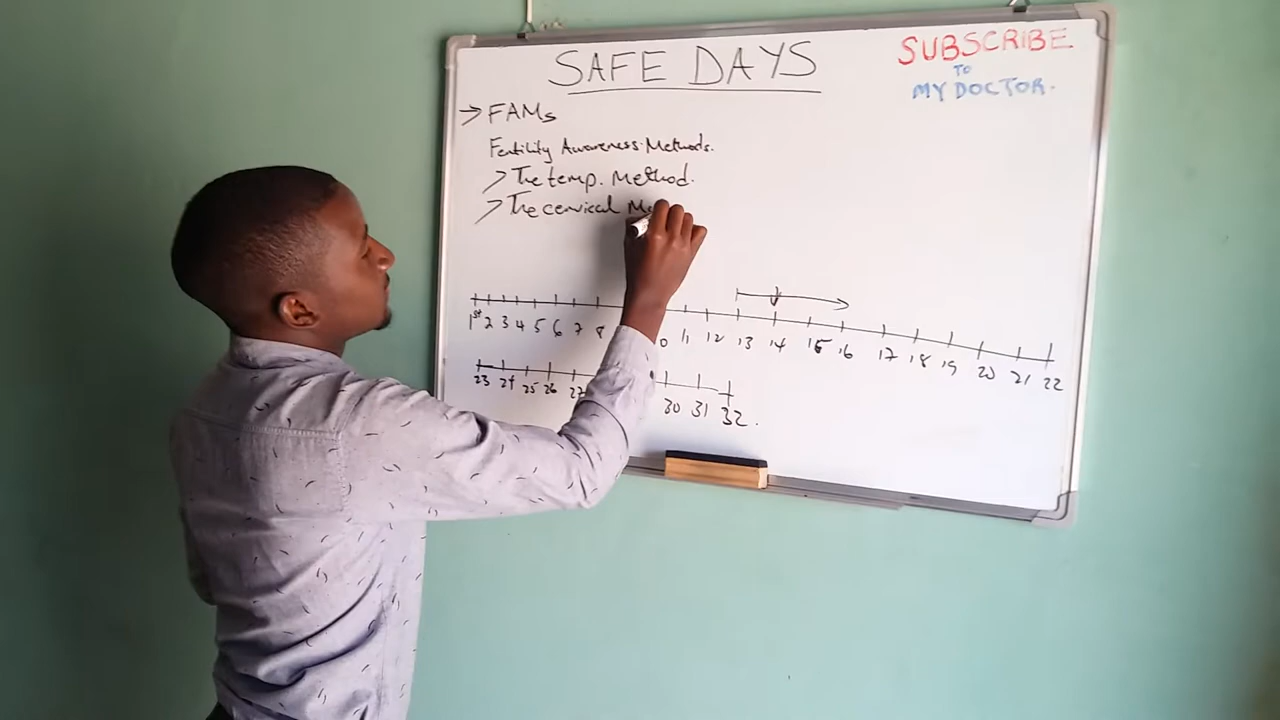 SAFE DAYS
SUBSCRIBE
TO
MY DOCTOR.
→ FAMs
Fertility Awareness Methods.
> The temp. Method.
> The cervical
1st 2 3 4 5 6 7 8 0 11 12 13 14 15 16 17 18 19 20 21 22
23 24 25 26 27 30 31 32.